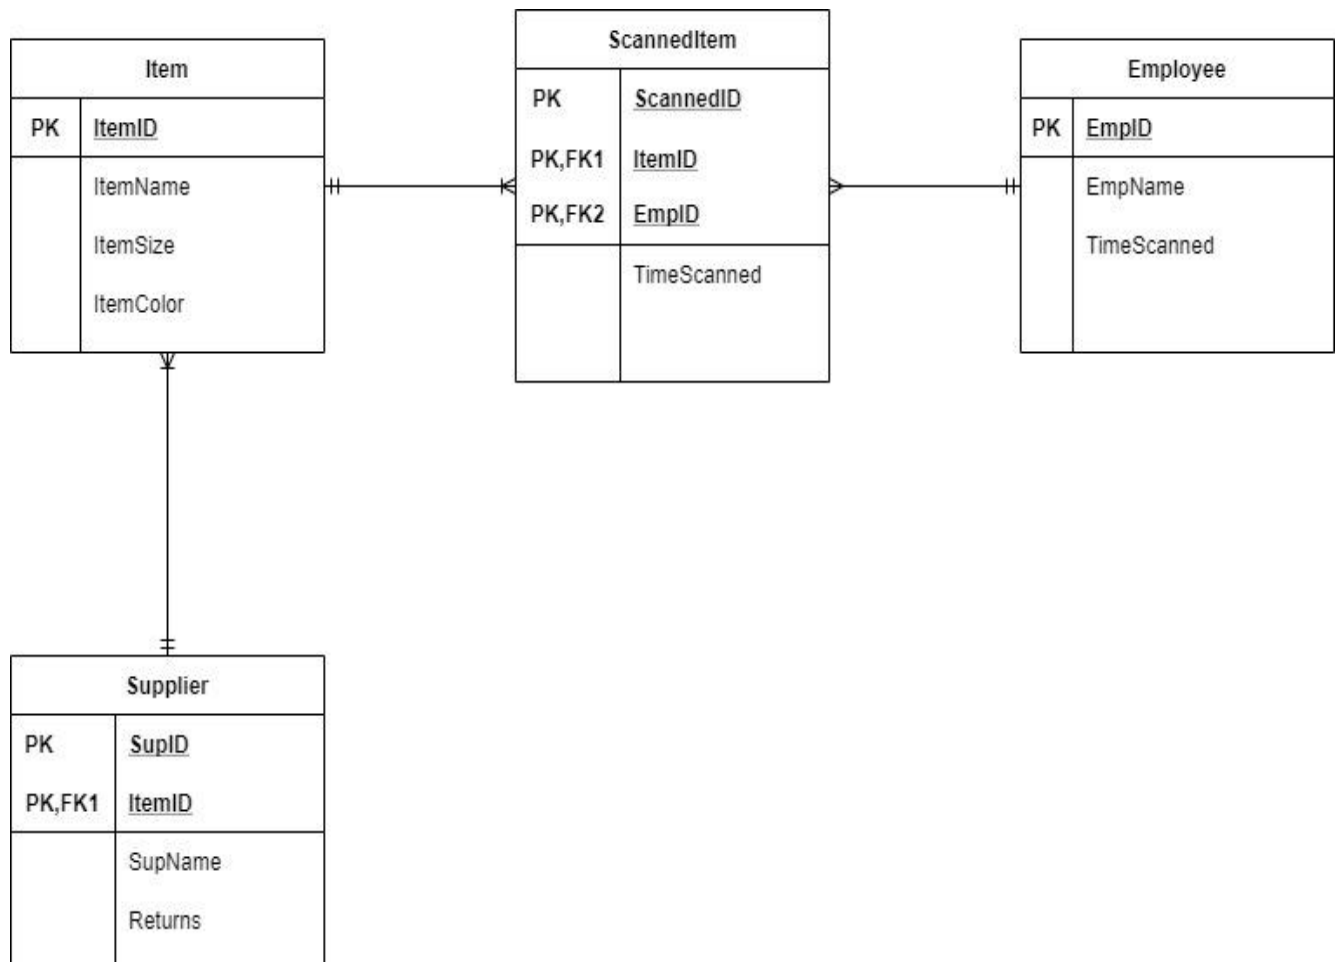 Item
PK ItemID
ItemName
ItemSize
ItemColor
ScannedItem
PK ScannedID
PK,FK1 ItemID
PK,FK2 EmpID
TimeScanned
Employee
PK EmpID
EmpName
TimeScanned
Supplier
PK SupID
PK,FK1 ItemID
SupName
Returns